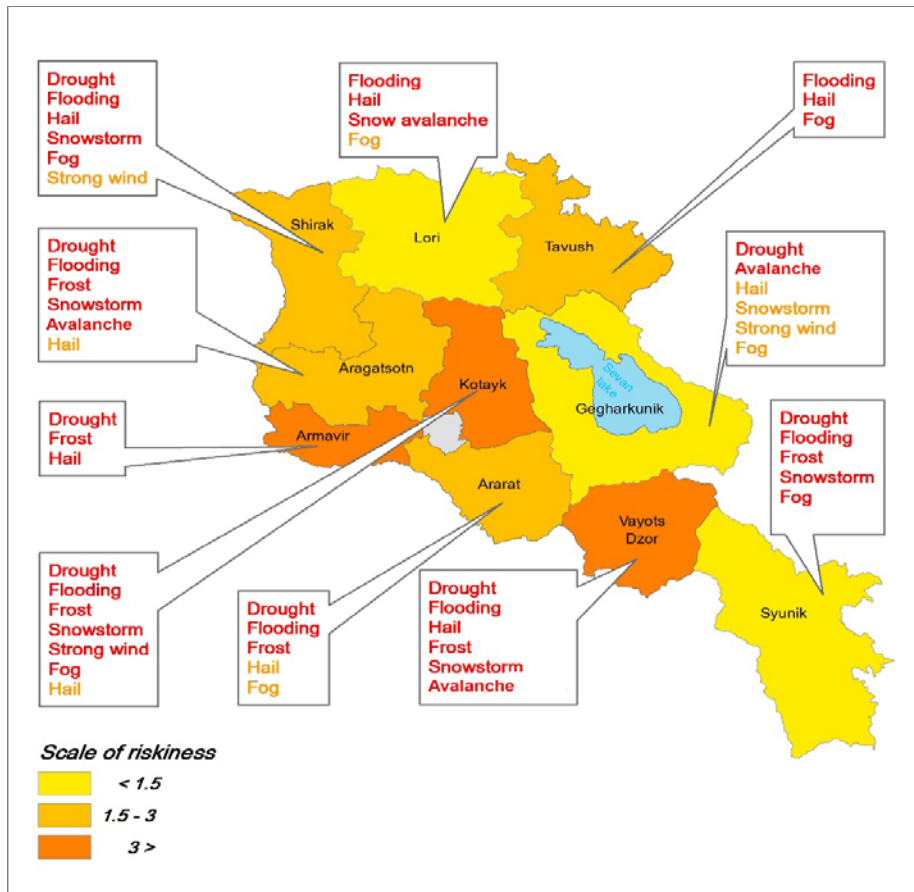 Drought
Flooding
Hail
Snowstorm
Fog
Strong wind
Flooding
Hail
Snow avalanche
Fog
Flooding
Hail
Fog
Shirak
Lori
Tavush
Drought
Flooding
Frost
Snowstorm
Avalanche
Hail
Drought
Avalanche
Hail
Snowstorm
Strong wind
Fog
Aragatsotn
Kotayk
Sevan
lake
Gegharkunik
Drought
Frost
Hail
Armavir
Ararat
Vayots
Dzor
Drought
Flooding
Frost
Snowstorm
Fog
Syunik
Drought
Flooding
Frost
Snowstorm
Strong wind
Fog
Hail
Drought
Flooding
Frost
Hail
Fog
Drought
Flooding
Hail
Frost
Snowstorm
Avalanche
Scale of riskiness
< 1.5
1.5 - 3
3 >